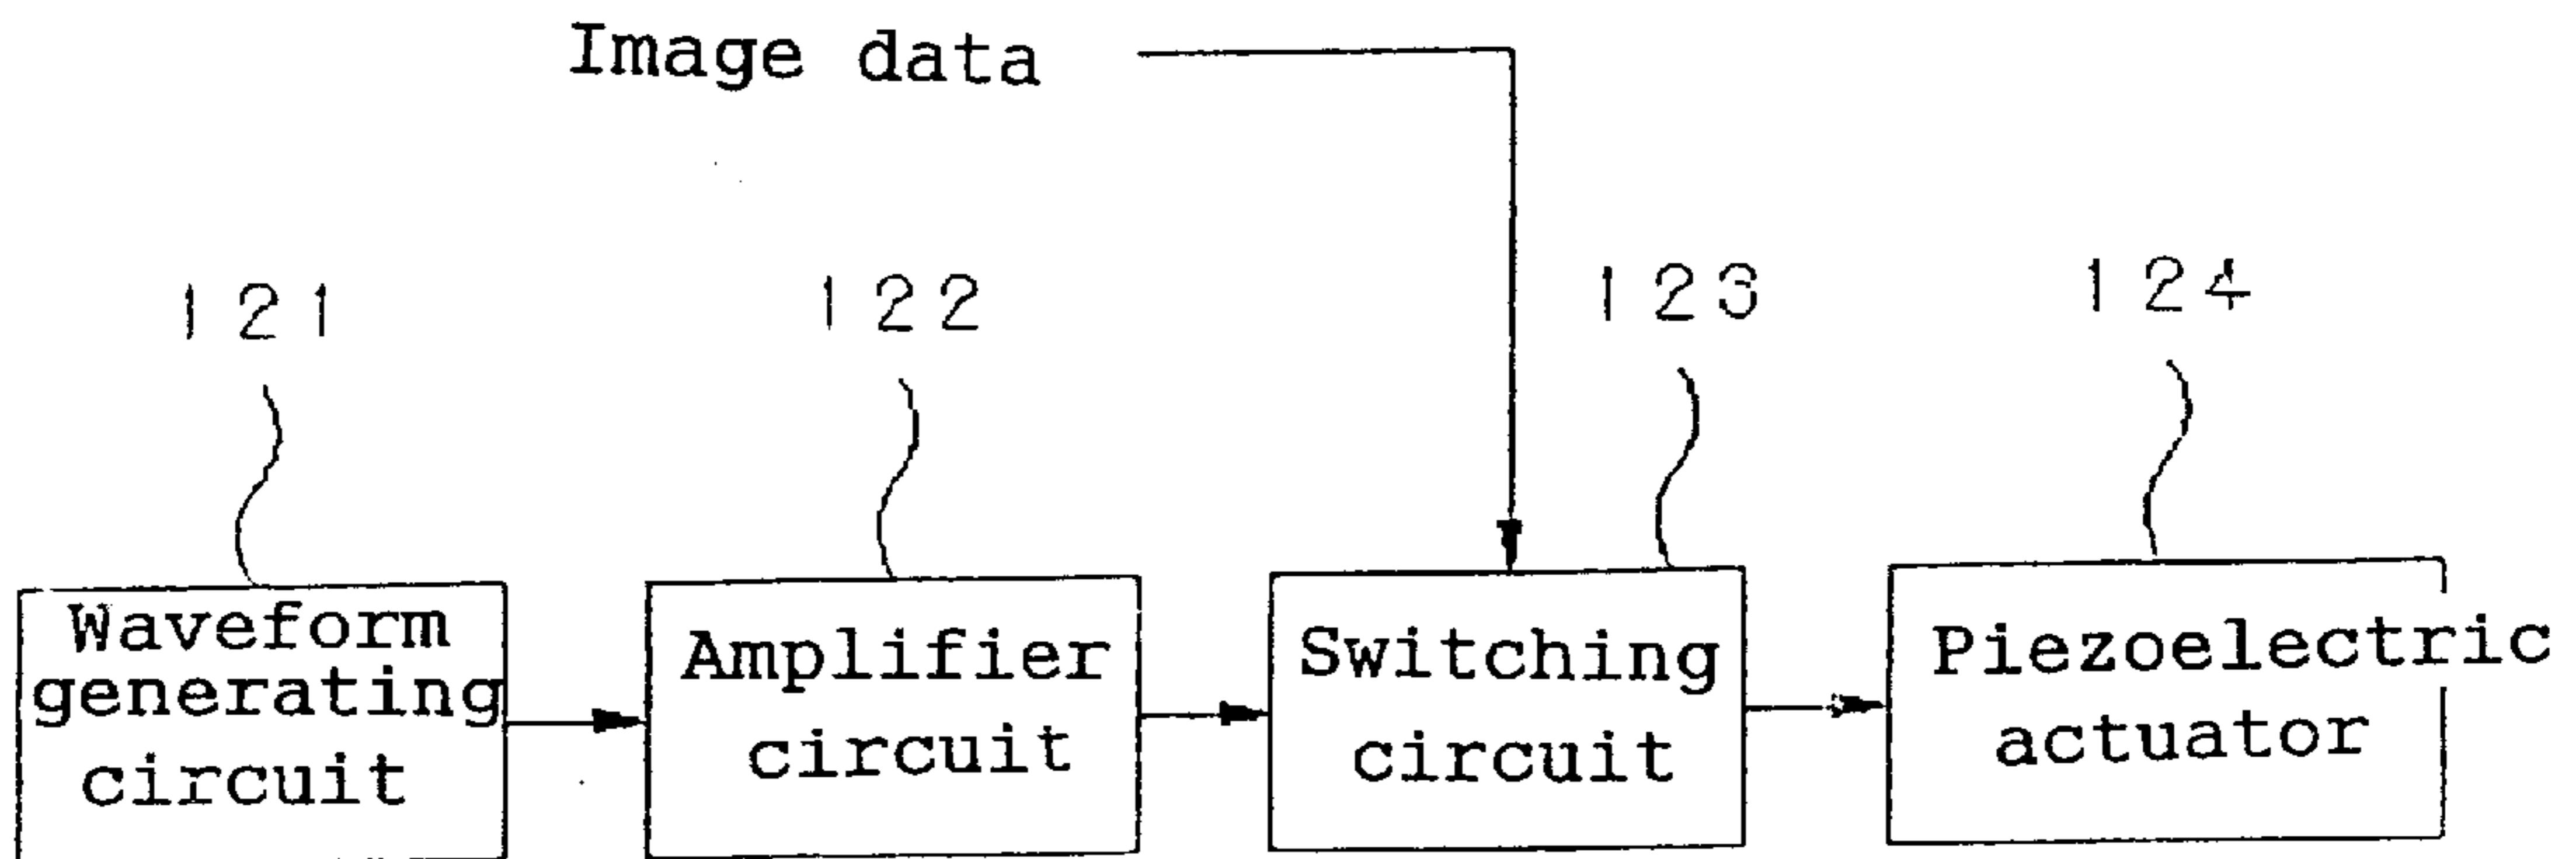 Image data
121
122
123
124
Waveform
generating
circuit
Amplifier
circuit
Switching
circuit
Piezoelectric
actuator